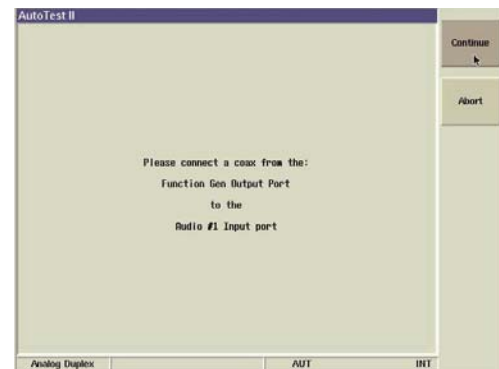 AutoTest II
Continue
Abort
Please connect a coax from the:
Function Gen Output Port
to the
Audio #1 Input port
Analog Duplex
AUT
INT